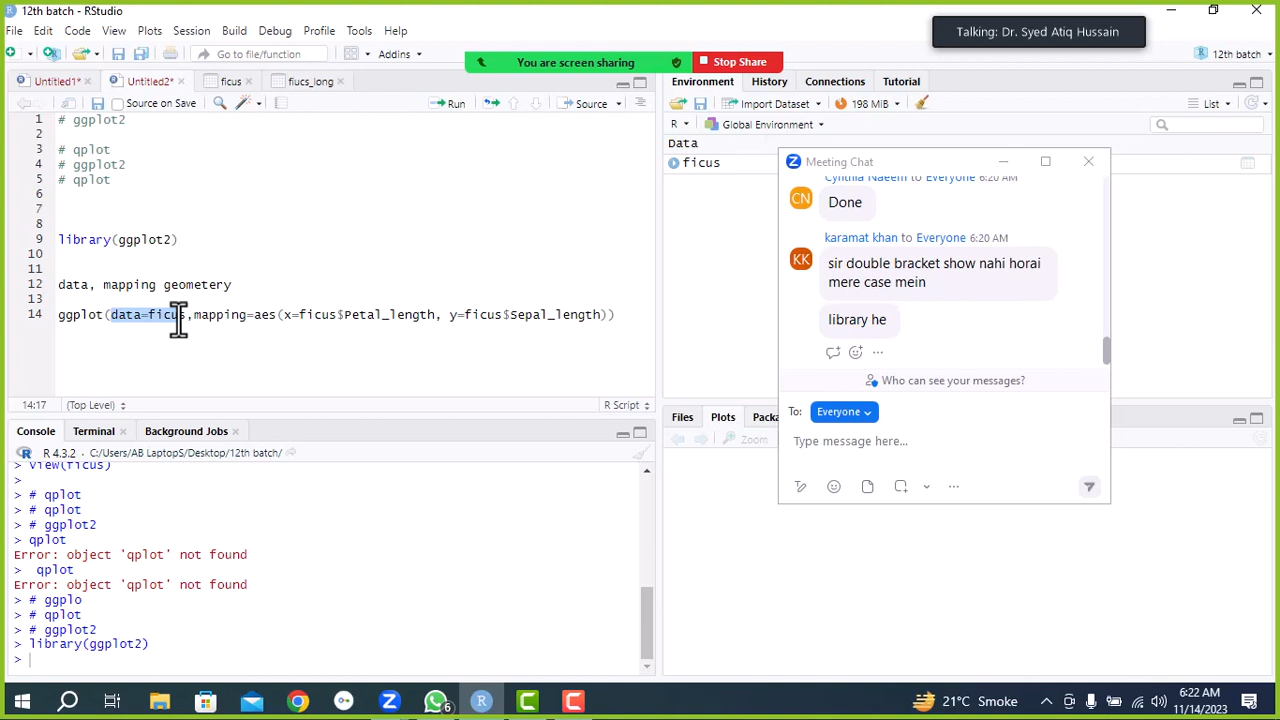 12th batch - RStudio
Talking: Dr. Syed Atiq Hussain
File Edit Code View Plots Session Build Debug Profile Tools Help
Go to file/function
Addins
12th batch
You are screen sharing
Stop Share
Untitled1*
Untitled2*
ficus
fiucs_long
Source on Save
Run
Source
1 # ggplot2
2
3 # qplot
4 # ggplot2
5 # qplot
6
7
8
9 library(ggplot2)
10
11
12 data, mapping geometery
13
14 ggplot(data=ficus,mapping=aes(x=ficus$Petal_length, y=ficus$Sepal_length))
14:17
(Top Level)
R Script
Console
Terminal
Background Jobs
R 4.3.2 . C:/Users/AB LaptopS/Desktop/12th batch/
> view(ficus)
>
> # qplot
> # qplot
> # ggplot2
> qplot
Error: object 'qplot' not found
> qplot
Error: object 'qplot' not found
> # ggplo
> # qplot
> # ggplot2
> library(ggplot2)
>
Environment
History
Connections
Tutorial
Import Dataset
198 MiB
List
R
Global Environment
Data
ficus
Files
Plots
Packa
Zoom
Meeting Chat
Cynthia Naeem to Everyone 6:20 AM
CN
Done
karamat khan to Everyone 6:20 AM
KK
sir double bracket show nahi horai
mere case mein
library he
Who can see your messages?
To: Everyone
Type message here...
6
21°C Smoke
6:22 AM
11/14/2023